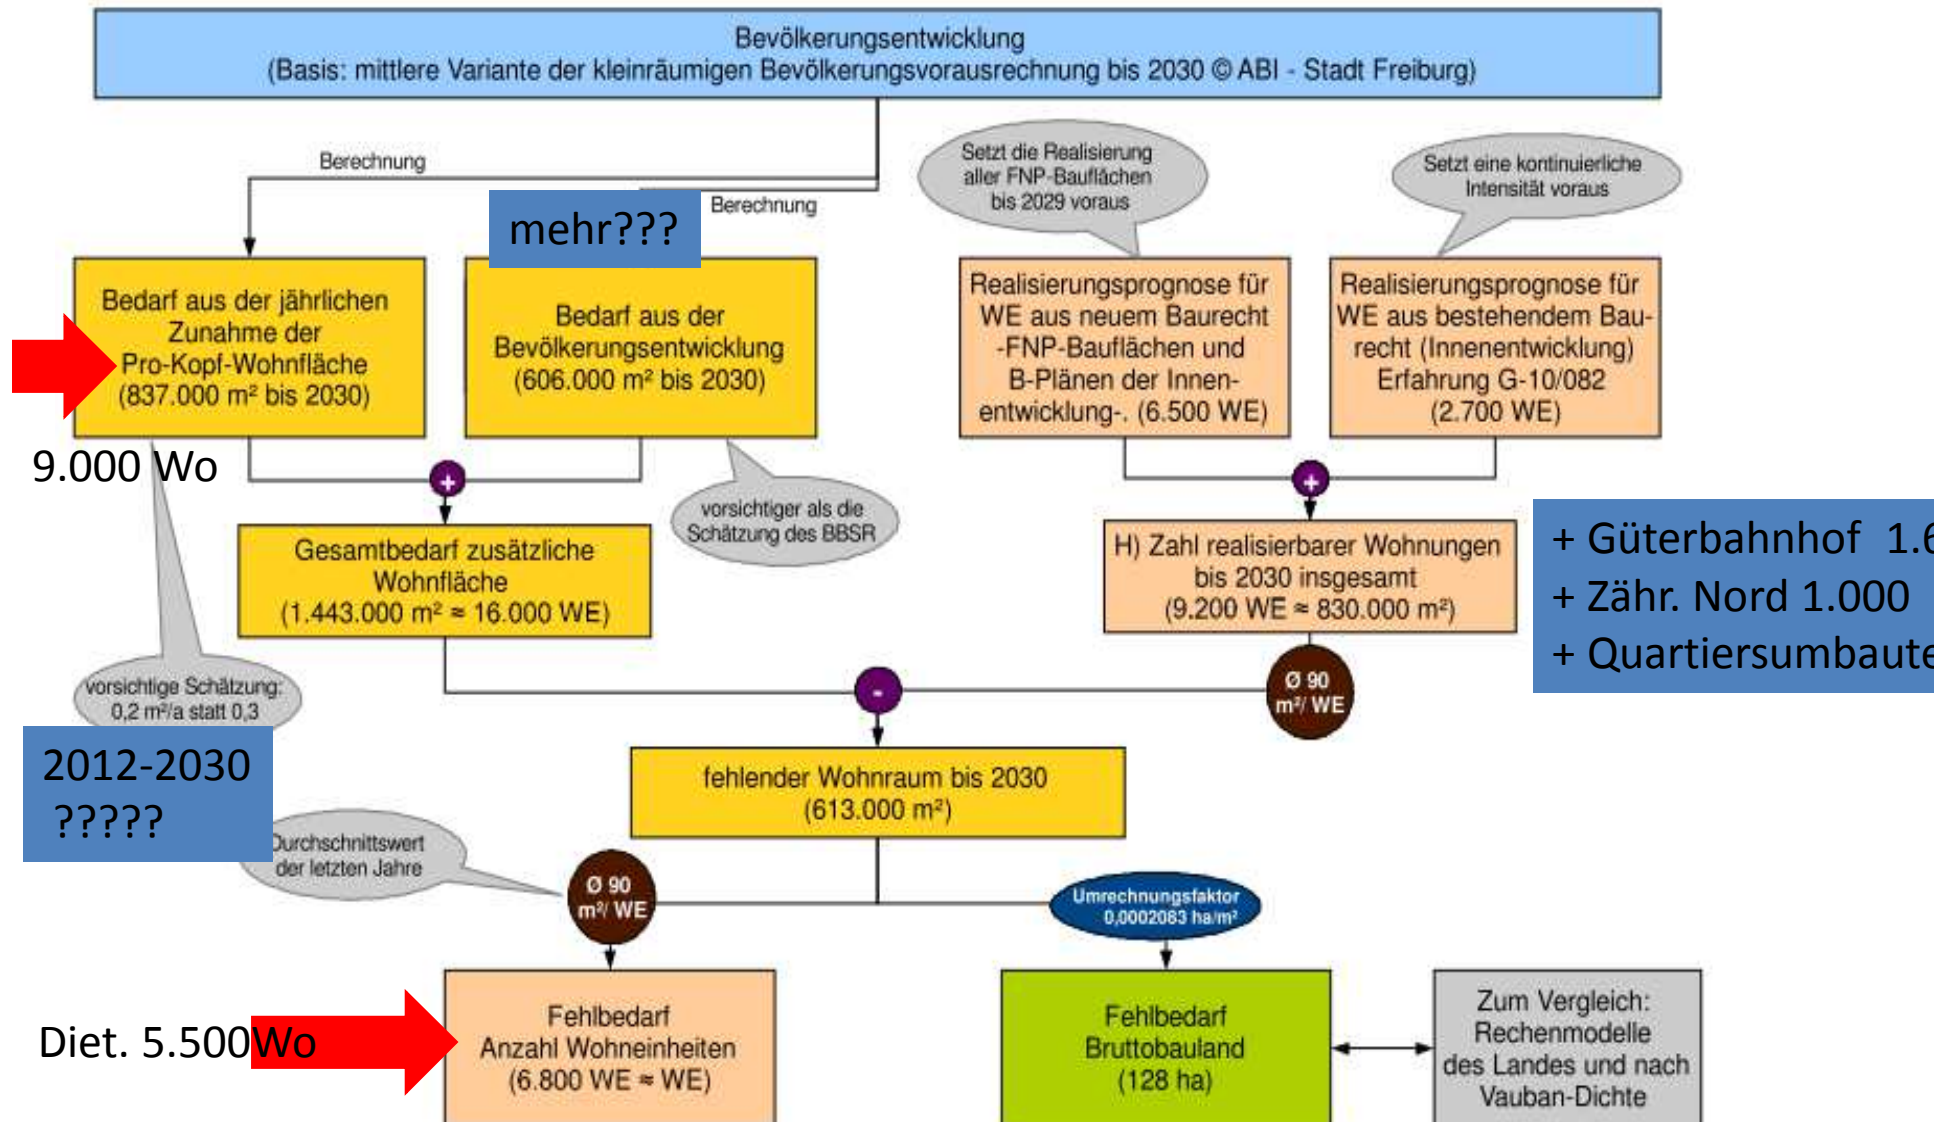 Bevölkerungsentwicklung
(Basis: mittlere Variante der kleinräumigen Bevölkerungsvorausrechnung bis 2030 © ABI - Stadt Freiburg)
Berechnung
Berechnung
mehr???
Setzt die Realisierung
aller FNP-Bauflächen
bis 2029 voraus
Setzt eine kontinuierliche
Intensität voraus
Bedarf aus der jährlichen
Zunahme der
Pro-Kopf-Wohnfläche
(837.000 m² bis 2030)
Bedarf aus der
Bevölkerungsentwicklung
(606.000 m² bis 2030)
Realisierungsprognose für
WE aus neuem Baurecht
-FNP-Bauflächen und
B-Plänen der Innen-
entwicklung-. (6.500 WE)
Realisierungsprognose für
WE aus bestehendem Bau-
recht (Innenentwicklung)
Erfahrung G-10/082
(2.700 WE)
9.000 Wo
+
+
vorsichtiger als die
Schätzung des BBSR
Gesamtbedarf zusätzliche
Wohnfläche
(1.443.000 m² ≈ 16.000 WE)
H) Zahl realisierbarer Wohnungen
bis 2030 insgesamt
(9.200 WE ≈ 830.000 m²)
+ Güterbahnhof 1.6
+ Zähr. Nord 1.000
+ Quartiersumbaute
vorsichtige Schätzung:
0,2 m²/a statt 0,3
-
Ø 90
m²/ WE
2012-2030
?????
fehlender Wohnraum bis 2030
(613.000 m²)
Durchschnittswert
der letzten Jahre
Ø 90
m²/ WE
Umrechnungsfaktor
0,0002083 ha/m²
Diet. 5.500Wo
Fehlbedarf
Anzahl Wohneinheiten
(6.800 WE ≈ WE)
Fehlbedarf
Bruttobauland
(128 ha)
Zum Vergleich:
Rechenmodelle
des Landes und nach
Vauban-Dichte